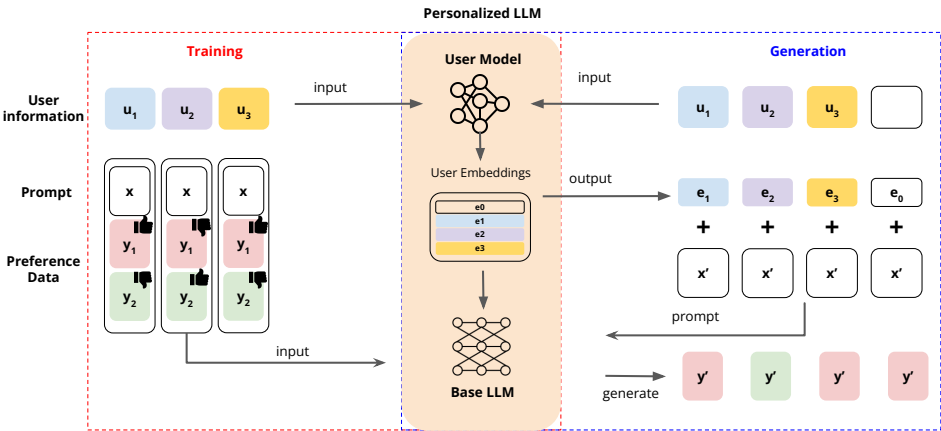 Personalized LLM
Training
User Model
Generation
User
information
u1 u2 u3
input
input
u1 u2 u3
User Embeddings
e0
e1
e2
e3
output
e1 e2 e3 e0
+ + + +
x’ x’ x’ x’
Prompt
x x x
Preference
Data
y1 y1 y1
y2 y2 y2
input
prompt
Base LLM
generate
y’ y’ y’ y’